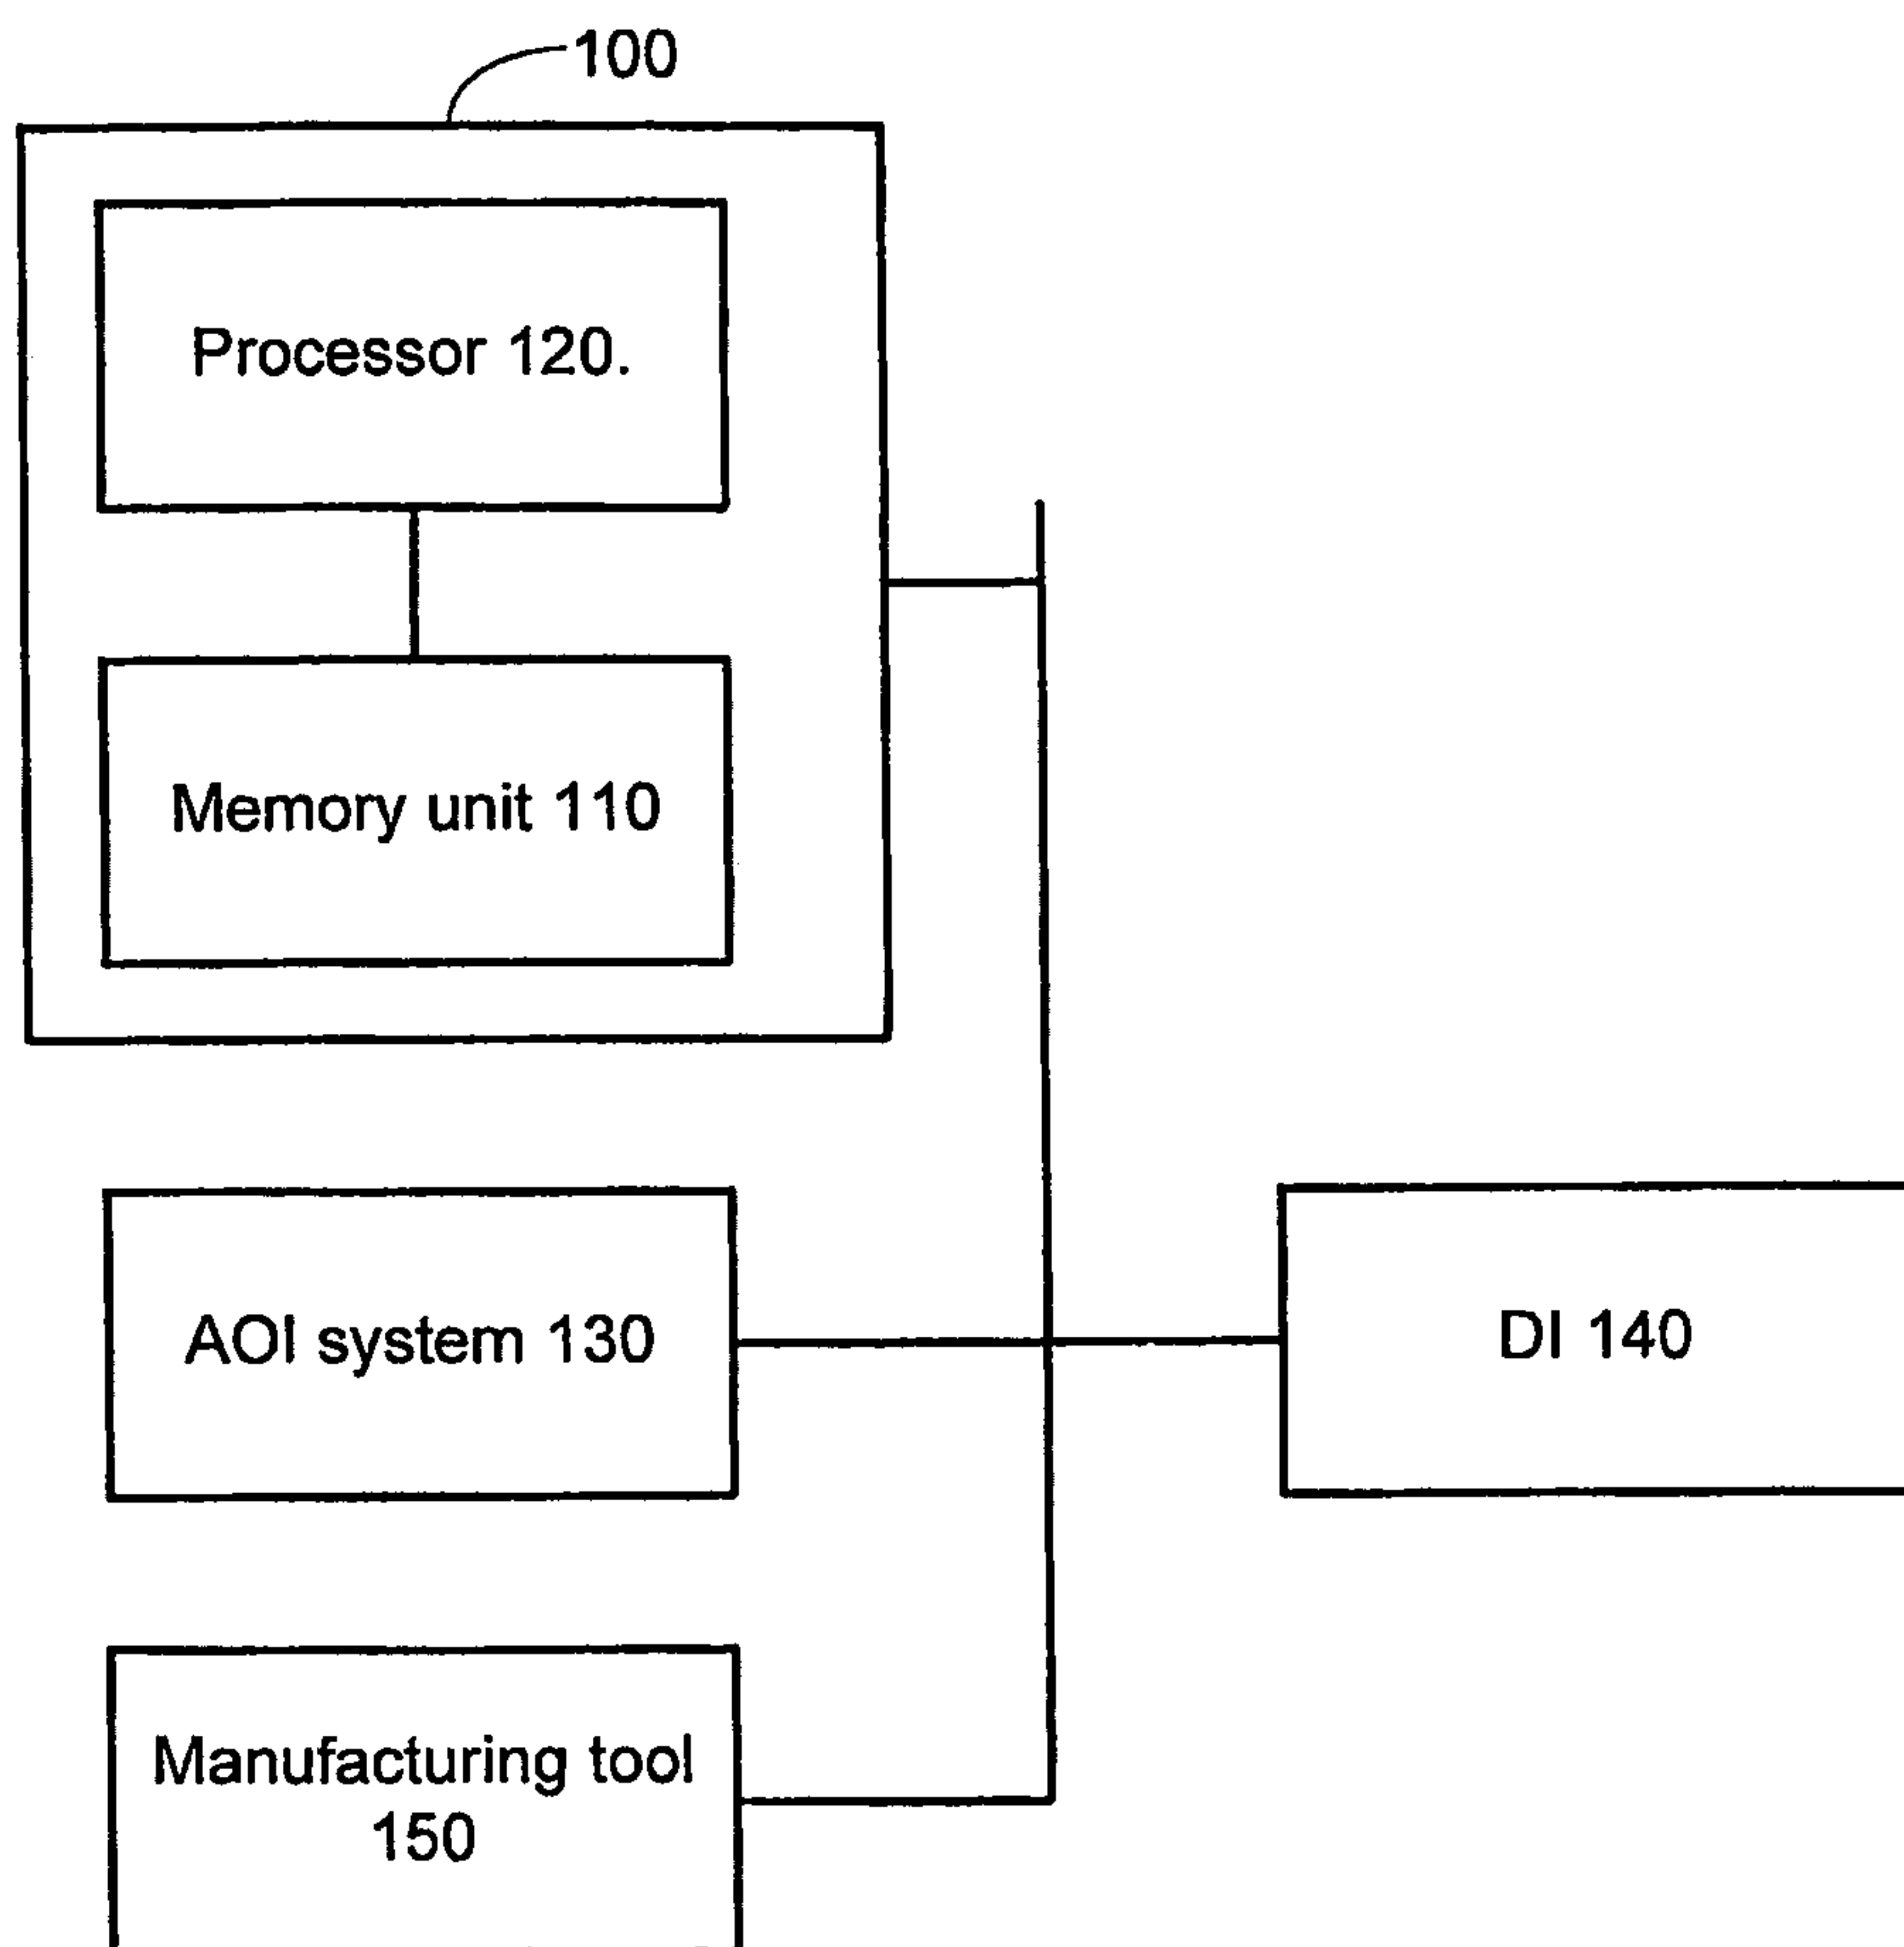 100
Processor 120.
Memory unit 110
AOI system 130
DI 140
Manufacturing tool
150